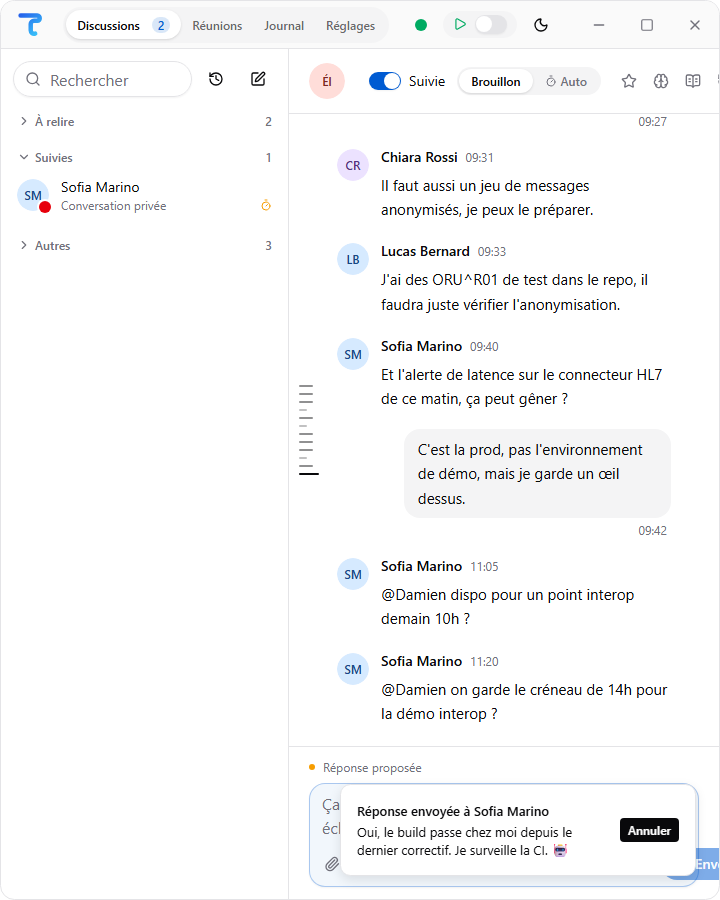 Discussions 2 Réunions Journal Réglages
Rechercher
À relire 2
Suivies 1
SM Sofia Marino
Conversation privée
Autres 3
ÉI Suivie Brouillon Auto
09:27
CR Chiara Rossi 09:31
Il faut aussi un jeu de messages
anonymisés, je peux le préparer.
LB Lucas Bernard 09:33
J'ai des ORU^R01 de test dans le repo, il
faudra juste vérifier l'anonymisation.
SM Sofia Marino 09:40
Et l'alerte de latence sur le connecteur HL7
de ce matin, ça peut gêner ?
C'est la prod, pas l'environnement
de démo, mais je garde un œil
dessus.
09:42
SM Sofia Marino 11:05
@Damien dispo pour un point interop
demain 10h ?
SM Sofia Marino 11:20
@Damien on garde le créneau de 14h pour
la démo interop ?
Réponse proposée
Ça
Réponse envoyée à Sofia Marino
Oui, le build passe chez moi depuis le
dernier correctif. Je surveille la CI.
Annuler